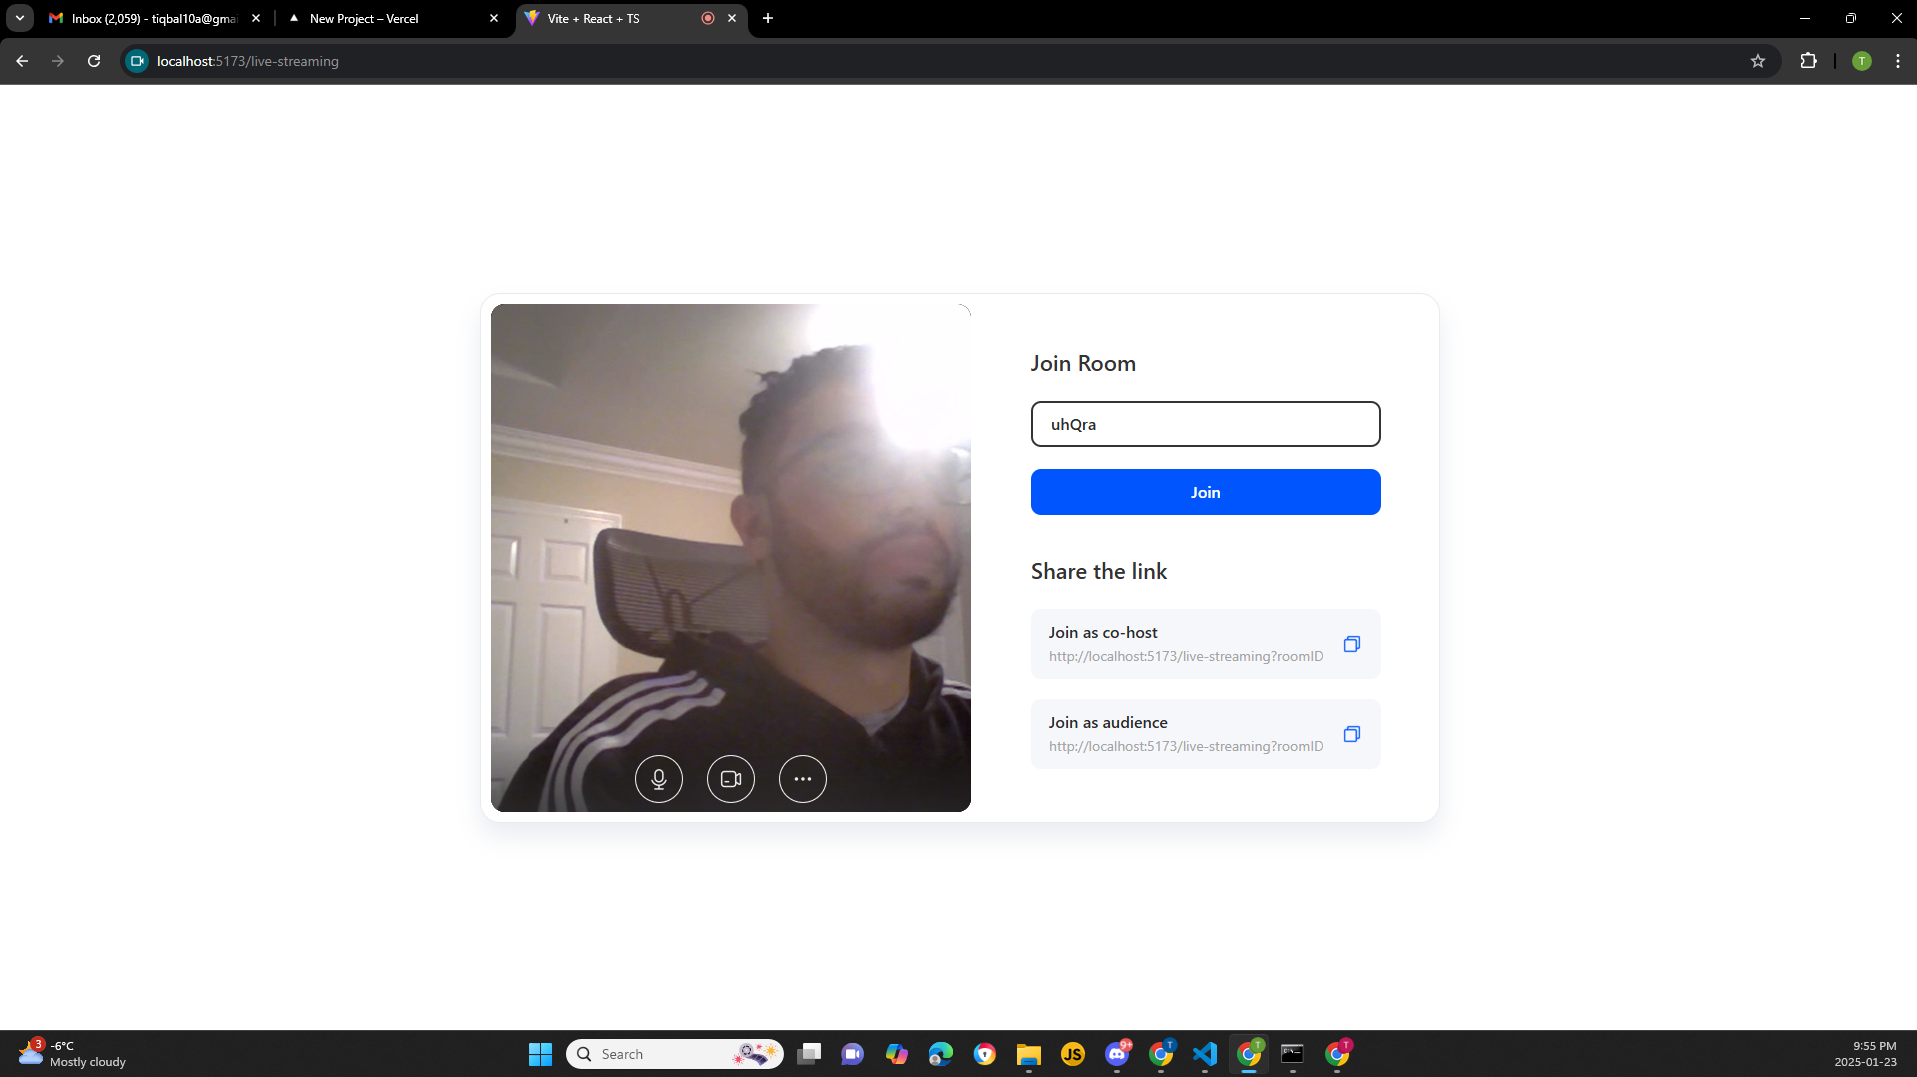 Inbox (2,059) - tiqbal10a@gma
New Project – Vercel
Vite + React + TS
localhost:5173/live-streaming
T
Join Room
uhQra
Join
Share the link
Join as co-host
http://localhost:5173/live-streaming?roomID
Join as audience
http://localhost:5173/live-streaming?roomID
3
-6°C
Mostly cloudy
Search
JS
9+
T
T
T
9:55 PM
2025-01-23